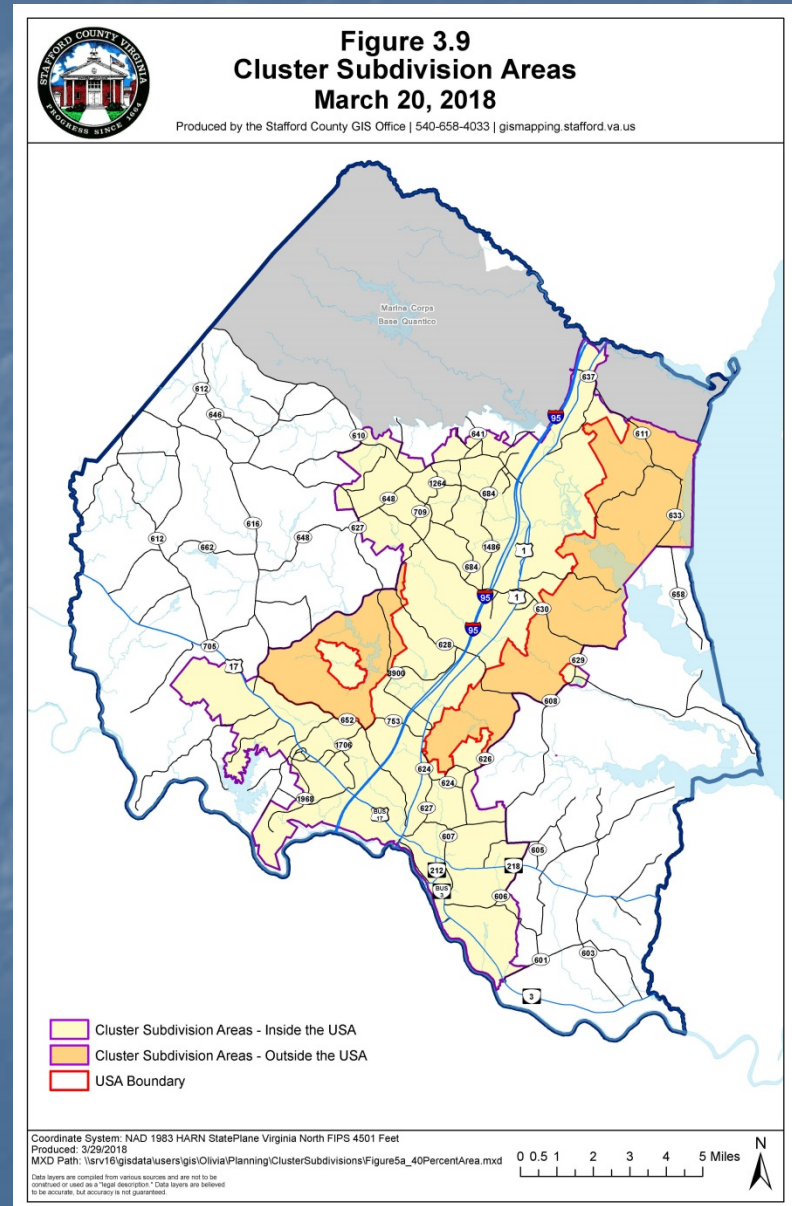 STAFFORD COUNTY VIRGINIA
PROGRESS SINCE 1664
Figure 3.9
Cluster Subdivision Areas
March 20, 2018
Produced by the Stafford County GIS Office | 540-658-4033 | gismapping.stafford.va.us
Marine Corps
Base Quantico
637
612
95
646
610
641
611
1264
648
684
709
633
616
627
612
648
1486
1
662
684
95
1
630
658
95
705
628
17
629
3900
608
652
753
1706
626
624
624
1968
627
BUS
17
607
605
212
218
BUS
3
606
601
603
3
Cluster Subdivision Areas - Inside the USA
Cluster Subdivision Areas - Outside the USA
USA Boundary
Coordinate System: NAD 1983 HARN StatePlane Virginia North FIPS 4501 Feet
Produced: 3/29/2018
MXD Path: \\srv16\gisdata\users\gis\Olivia\Planning\ClusterSubdivisions\Figure5a_40PercentArea.mxd
Data layers are compiled from various sources and are not to be
construed or used as a "legal description." Data layers are believed
to be accurate, but accuracy is not guaranteed.
0 0.5 1 2 3 4 5 Miles
N